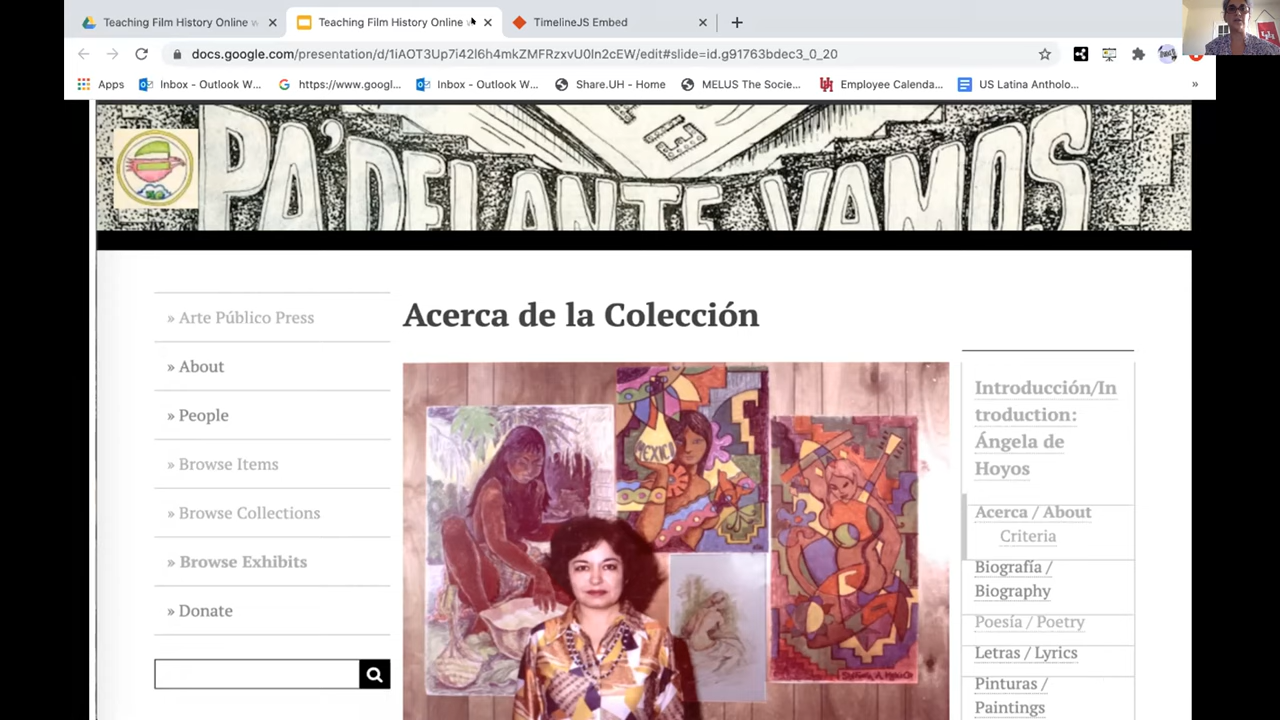 Teaching Film History Online w
Teaching Film History Online
TimelineJS Embed
docs.google.com/presentation/d/1iAOT3Up7i42I6h4mkZMFRzxvU0ln2cEW/edit#slide=id.g91763bdec3_0_20
Apps
Inbox - Outlook W...
https://www.googl...
Inbox - Outlook W...
Share.UH - Home
MELUS The Socie...
Employee Calenda...
US Latina Antholo...
»
PA'DELANTE VAMOS
» Arte Público Press
» About
» People
» Browse Items
» Browse Collections
» Browse Exhibits
» Donate
Acerca de la Colección
MEXICO
Introducción/In
troduction:
Ángela de
Hoyos
Acerca / About
Criteria
Biografía /
Biography
Poesía / Poetry
Letras / Lyrics
Pinturas /
Paintings